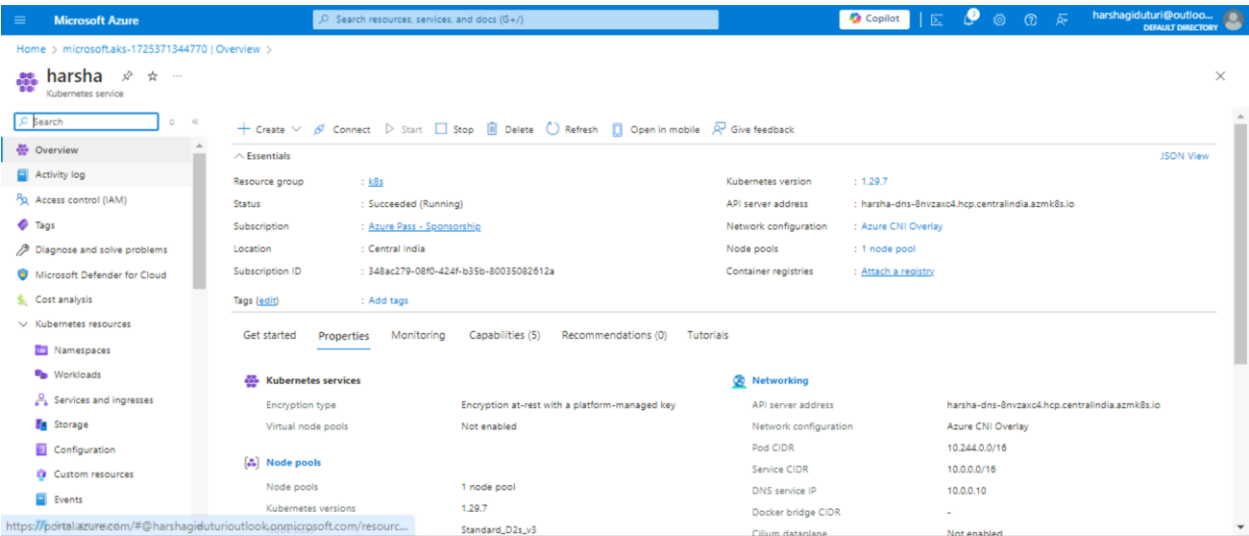 Microsoft Azure
Search resources, services, and docs (G+/)
Copilot
harshagiduturi@outloo...
DEFAULT DIRECTORY
Home > microsoft.aks-1725371344770 | Overview >
harsha
Kubernetes service
Search
Create Connect Start Stop Delete Refresh Open in mobile Give feedback
Overview
Activity log
Access control (IAM)
Tags
Diagnose and solve problems
Microsoft Defender for Cloud
Cost analysis
Kubernetes resources
Namespaces
Workloads
Services and ingresses
Storage
Configuration
Custom resources
Events
https://portal.azure.com/#@harshagiduturioutlook.onmicrosoft.com/resourc...
Essentials
JSON View
Resource group : k8s
Status : Succeeded (Running)
Subscription : Azure Pass - Sponsorship
Location : Central India
Subscription ID : 348ac279-08f0-424f-b35b-80035082612a
Tags (edit) : Add tags
Kubernetes version : 1.29.7
API server address : harsha-dns-8nvzaxc4.hcp.centralindia.azmk8s.io
Network configuration : Azure CNI Overlay
Node pools : 1 node pool
Container registries : Attach a registry
Get started Properties Monitoring Capabilities (5) Recommendations (0) Tutorials
Kubernetes services
Encryption type Encryption at-rest with a platform-managed key
Virtual node pools Not enabled
Node pools
Node pools 1 node pool
Kubernetes versions 1.29.7
Standard_D2s_v3
Networking
API server address harsha-dns-8nvzaxc4.hcp.centralindia.azmk8s.io
Network configuration Azure CNI Overlay
Pod CIDR 10.244.0.0/16
Service CIDR 10.0.0.0/16
DNS service IP 10.0.0.10
Docker bridge CIDR -
Cilium dataplane Not enabled